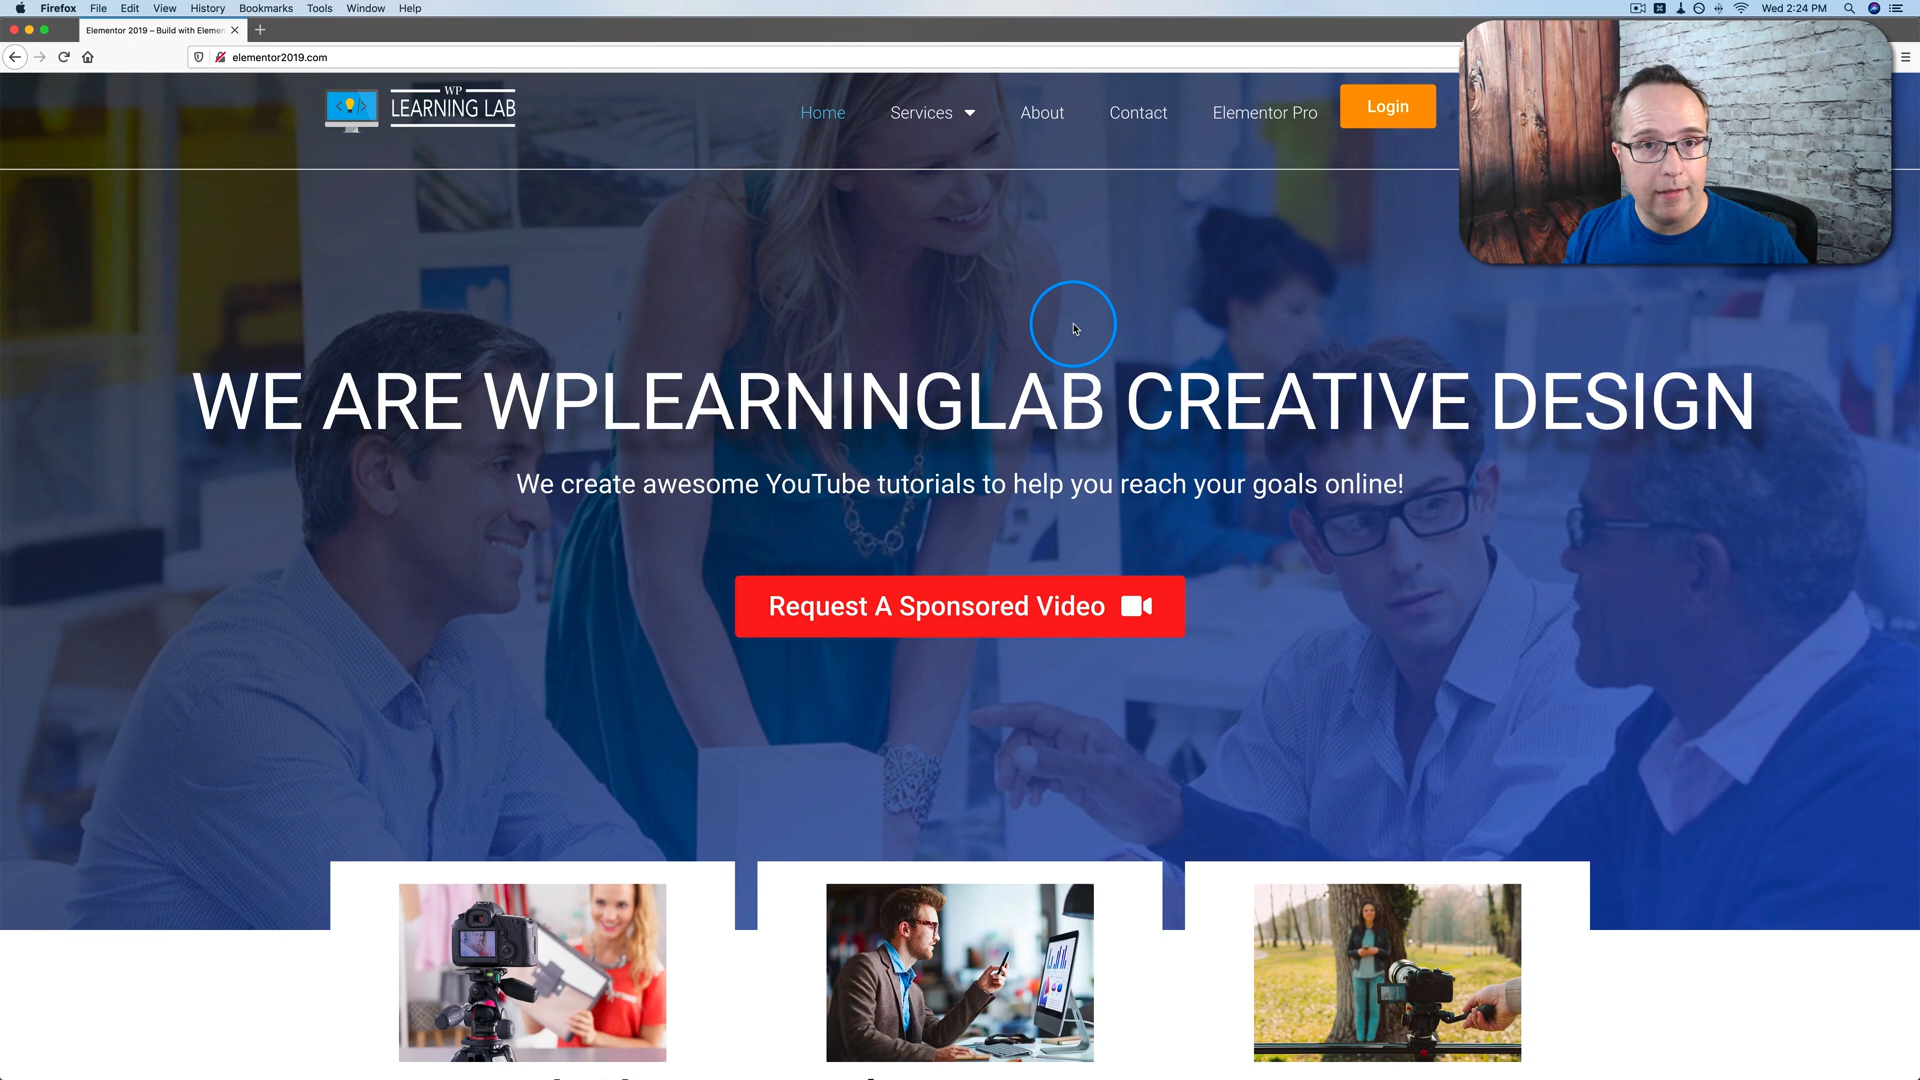 Firefox File Edit View History Bookmarks Tools Window Help Wed 2:24 PM
Elementor 2019 – Build with Elemen
elementor2019.com
WP
LEARNING LAB
Home Services About Contact Elementor Pro Login
WE ARE WPLEARNINGLAB CREATIVE DESIGN
We create awesome YouTube tutorials to help you reach your goals online!
Request A Sponsored Video